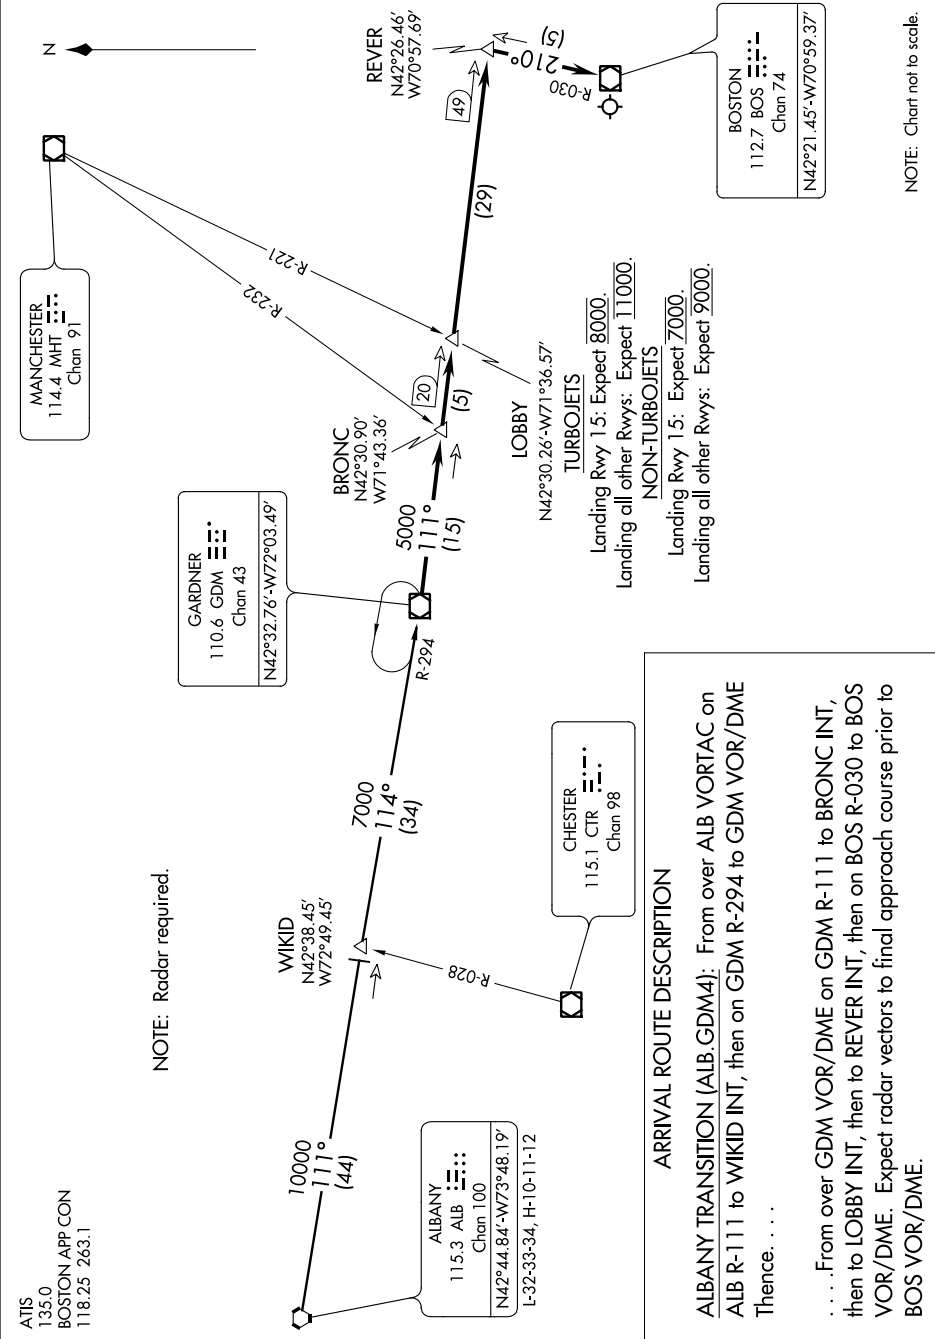 ATIS
135.0
BOSTON APP CON
118.25 263.1
NOTE: Radar required.
N
MANCHESTER
114.4 MHT
Chan 91
R-232
R-221
ALBANY
115.3 ALB
Chan 100
N42°44.84'-W73°48.19'
L-32-33-34, H-10-11-12
10000
111°
(44)
WIKID
N42°38.45'
W72°49.45'
R-028
CHESTER
115.1 CTR
Chan 98
7000
114°
(34)
R-294
GARDNER
110.6 GDM
Chan 43
N42°32.76'-W72°03.49'
5000
111°
(15)
BRONC
N42°30.90'
W71°43.36'
20
(5)
LOBBY
N42°30.26'-W71°36.57'
TURBOJETS
Landing Rwy 15: Expect 8000.
Landing all other Rwys: Expect 11000.
NON-TURBOJETS
Landing Rwy 15: Expect 7000.
Landing all other Rwys: Expect 9000.
49
(29)
REVER
N42°26.46'
W70°57.69'
210°
(5)
R-030
BOSTON
112.7 BOS
Chan 74
N42°21.45'-W70°59.37'
NOTE: Chart not to scale.
ARRIVAL ROUTE DESCRIPTION
ALBANY TRANSITION (ALB.GDM4): From over ALB VORTAC on
ALB R-111 to WIKID INT, then on GDM R-294 to GDM VOR/DME
Thence. . . .
. . . .From over GDM VOR/DME on GDM R-111 to BRONC INT,
then to LOBBY INT, then to REVER INT, then on BOS R-030 to BOS
VOR/DME. Expect radar vectors to final approach course prior to
BOS VOR/DME.